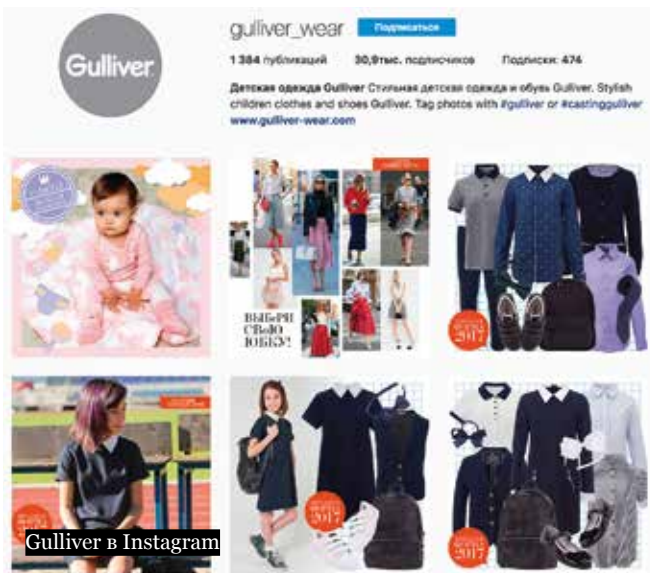 gulliver_wear Подписаться
Gulliver
1 384 публикаций 30,9тыс. подписчиков Подписки: 474
Детская одежда Gulliver Стильная детская одежда и обувь Gulliver. Stylish
children clothes and shoes Gulliver. Tag photos with #gulliver or #castinggulliver
www.gulliver-wear.com
ВЫБЕРИ
СВОЮ
ЮБКУ!
2017
2017
2017
Gulliver в Instagram